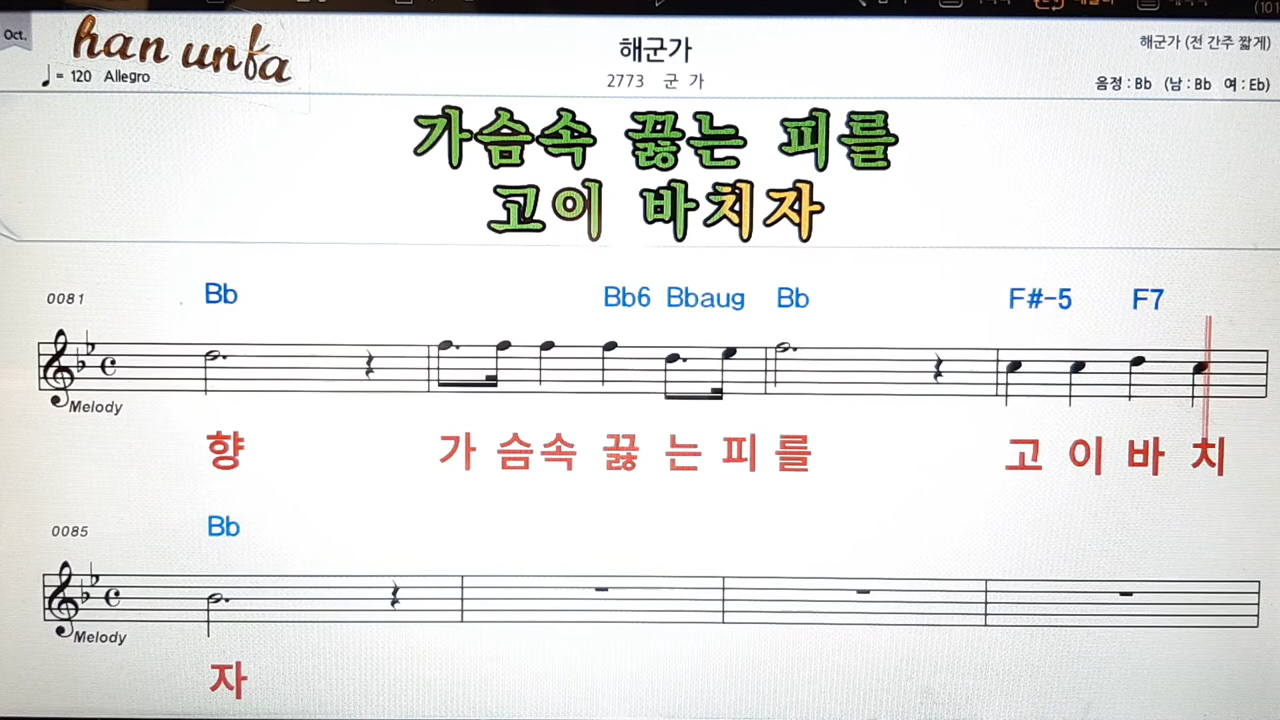 Oct.
han unfa
= 120 Allegro
해군가
2773 군 가
해군가 (전 간주 짧게)
음정 : Bb (남 : Bb 여 : Eb)
가슴속 끓는 피를
고이 바치자
0081 Bb Bb6 Bbaug Bb F#-5 F7
Melody
향 가 슴속 끓 는 피 를 고 이 바 치
0085 Bb
Melody
자